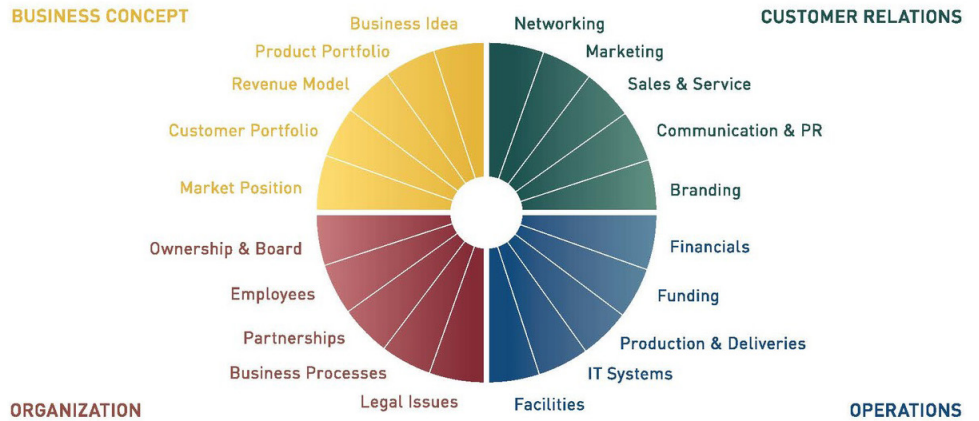 BUSINESS CONCEPT
Business Idea
Product Portfolio
Revenue Model
Customer Portfolio
Market Position
CUSTOMER RELATIONS
Networking
Marketing
Sales & Service
Communication & PR
Branding
Ownership & Board
Employees
Partnerships
Business Processes
Legal Issues
ORGANIZATION
Financials
Funding
Production & Deliveries
IT Systems
Facilities
OPERATIONS